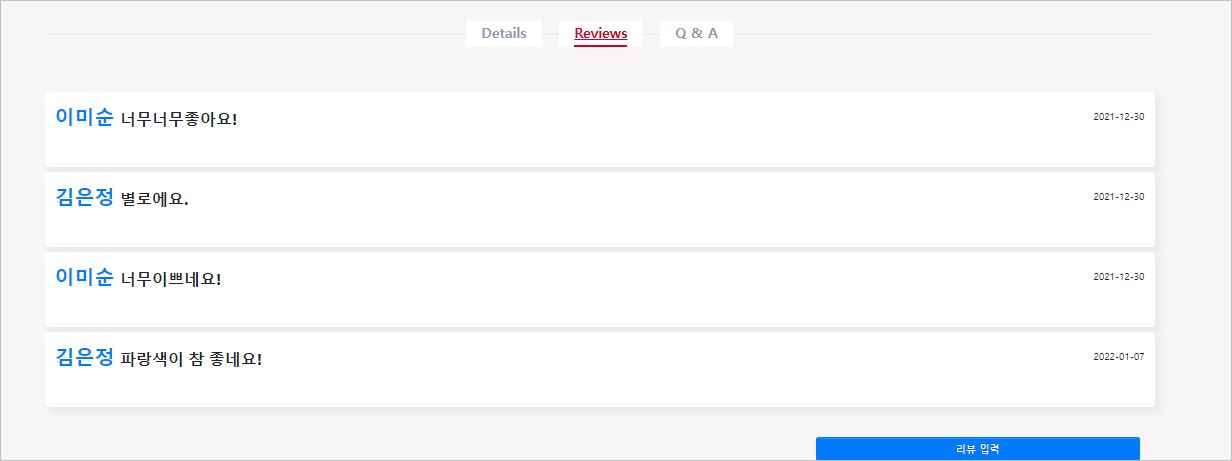 Details Reviews Q & A
이미순 너무너무좋아요! 2021-12-30
김은정 별로에요. 2021-12-30
이미순 너무이쁘네요! 2021-12-30
김은정 파랑색이 참 좋네요! 2022-01-07
리뷰 입력